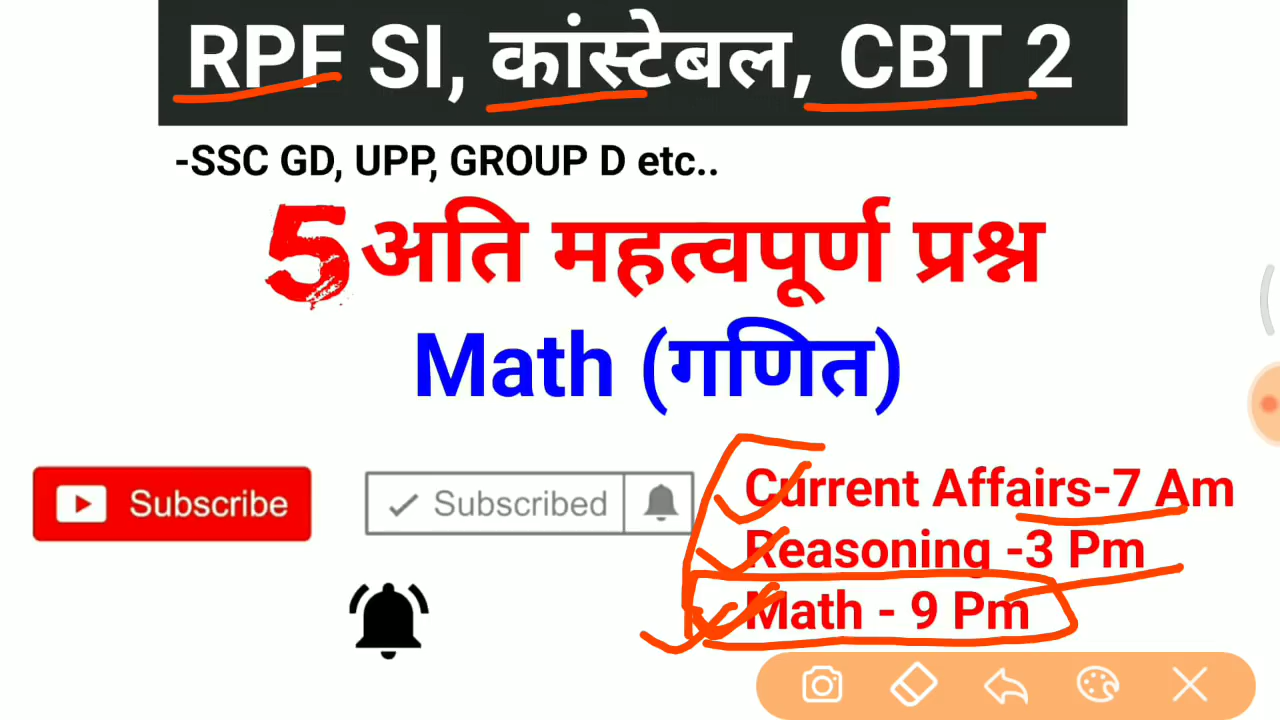 RPF SI, कांस्टेबल, CBT 2
-SSC GD, UPP, GROUP D etc..
5 अति महत्वपूर्ण प्रश्न
Math (गणित)
Subscribe
Subscribed
Current Affairs-7 Am
Reasoning -3 Pm
Math - 9 Pm